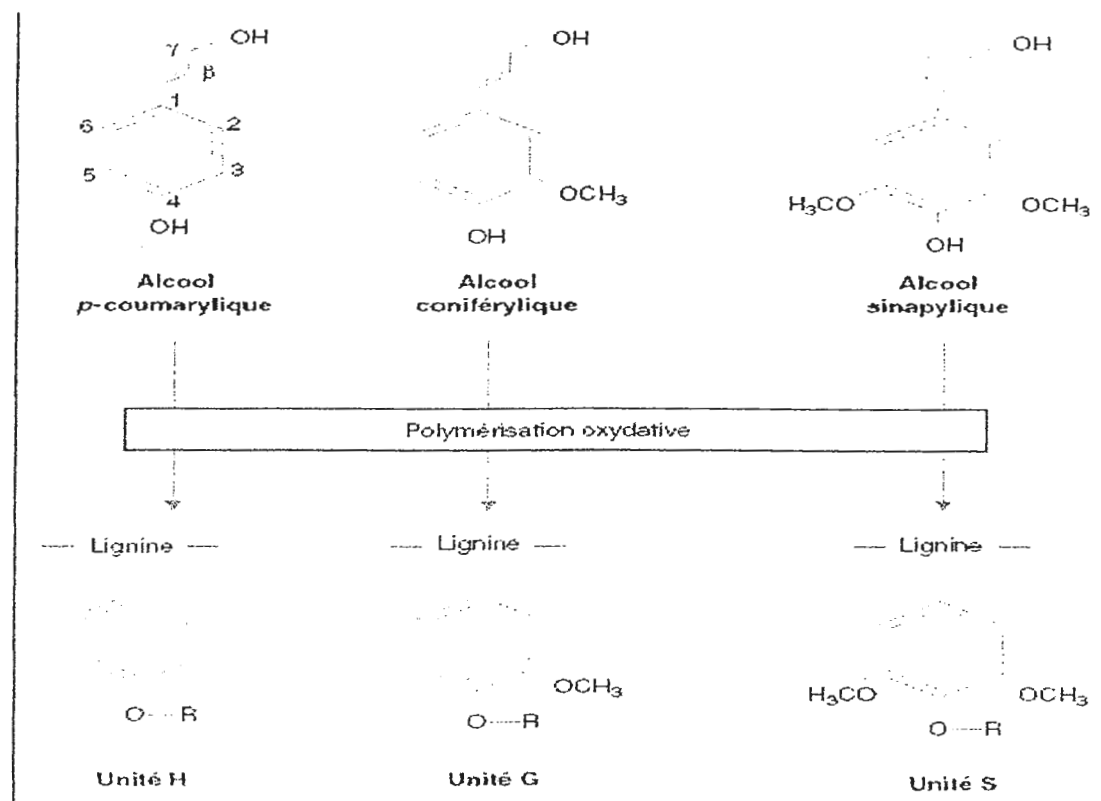 γ OH OH OH
β
1
6 2
5 3
4 OCH₃ H₃CO OCH₃
OH OH OH
Alcool Alcool Alcool
p-coumarylique coniférylique sinapylique
Polymérisation oxydative
Lignine Lignine Lignine
OCH₃ H₃CO OCH₃
O R O R O R
Unité H Unité G Unité S